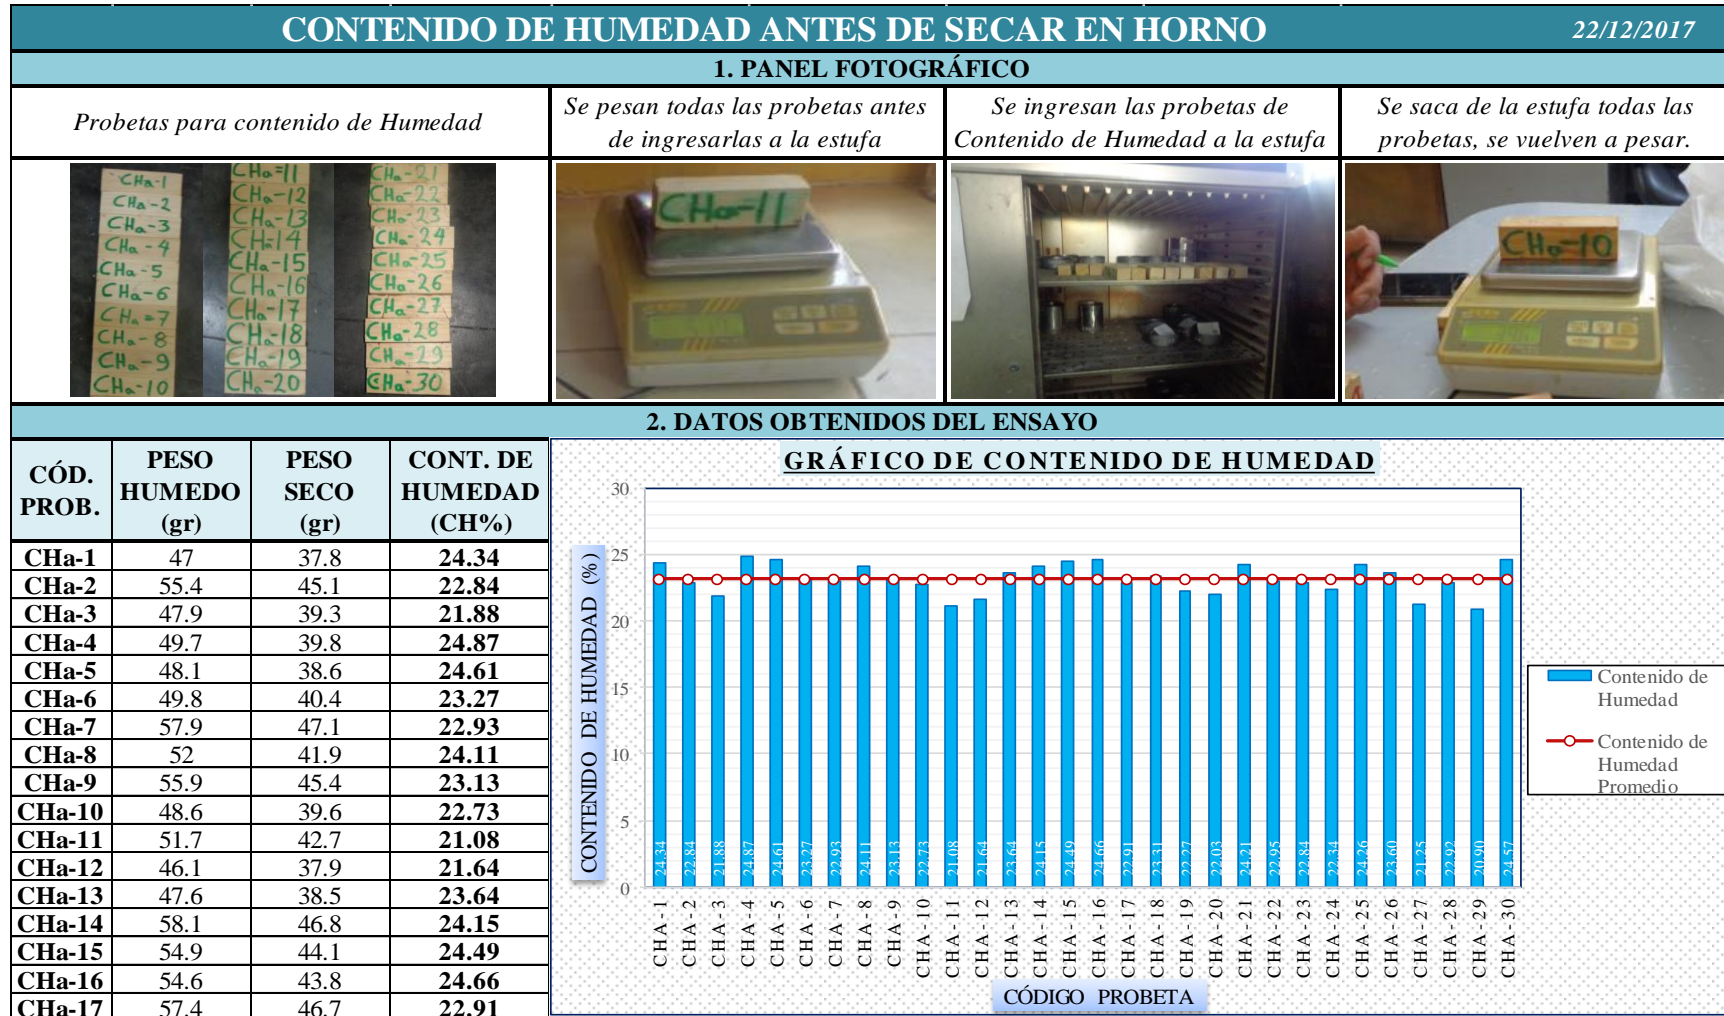 CONTENIDO DE HUMEDAD ANTES DE SECAR EN HORNO 22/12/2017
1. PANEL FOTOGRÁFICO
Probetas para contenido de Humedad
Se pesan todas las probetas antes
de ingresarlas a la estufa
Se ingresan las probetas de
Contenido de Humedad a la estufa
Se saca de la estufa todas las
probetas, se vuelven a pesar.
CHa-1
CHa-2
CHa-3
CHa-4
CHa-5
CHa-6
CHa=7
CHa-8
CHa-9
CHa-10
CHa=11
CHa-12
CHa-13
CHa-14
CHa-15
CHa-16
CHa-17
CHa-18
CHa-19
CHa-20
CHa-21
CHa-22
CHa-23
CHa-24
CHa-25
CHa-26
CHa-27
CHa-28
CHa-29
CHa-30
CHa-11
CHa-10
2. DATOS OBTENIDOS DEL ENSAYO
CÓD. PROB. PESO HUMEDO (gr) PESO SECO (gr) CONT. DE HUMEDAD (CH%)
CHa-1 47 37.8 24.34
CHa-2 55.4 45.1 22.84
CHa-3 47.9 39.3 21.88
CHa-4 49.7 39.8 24.87
CHa-5 48.1 38.6 24.61
CHa-6 49.8 40.4 23.27
CHa-7 57.9 47.1 22.93
CHa-8 52 41.9 24.11
CHa-9 55.9 45.4 23.13
CHa-10 48.6 39.6 22.73
CHa-11 51.7 42.7 21.08
CHa-12 46.1 37.9 21.64
CHa-13 47.6 38.5 23.64
CHa-14 58.1 46.8 24.15
CHa-15 54.9 44.1 24.49
CHa-16 54.6 43.8 24.66
CHa-17 57.4 46.7 22.91
GRÁFICO DE CONTENIDO DE HUMEDAD
CONTENIDO DE HUMEDAD (%)
30
25
20
15
10
5
0
24.34 22.84 21.88 24.87 24.61 23.27 22.93 24.11 23.13 22.73 21.08 21.64 23.64 24.15 24.49 24.66 22.91 23.31 22.27 22.03 24.21 22.95 22.84 22.34 24.26 23.60 21.25 22.92 20.90 24.57
CHA-1 CHA-2 CHA-3 CHA-4 CHA-5 CHA-6 CHA-7 CHA-8 CHA-9 CHA-10 CHA-11 CHA-12 CHA-13 CHA-14 CHA-15 CHA-16 CHA-17 CHA-18 CHA-19 CHA-20 CHA-21 CHA-22 CHA-23 CHA-24 CHA-25 CHA-26 CHA-27 CHA-28 CHA-29 CHA-30
CÓDIGO PROBETA
Contenido de
Humedad
Contenido de
Humedad
Promedio